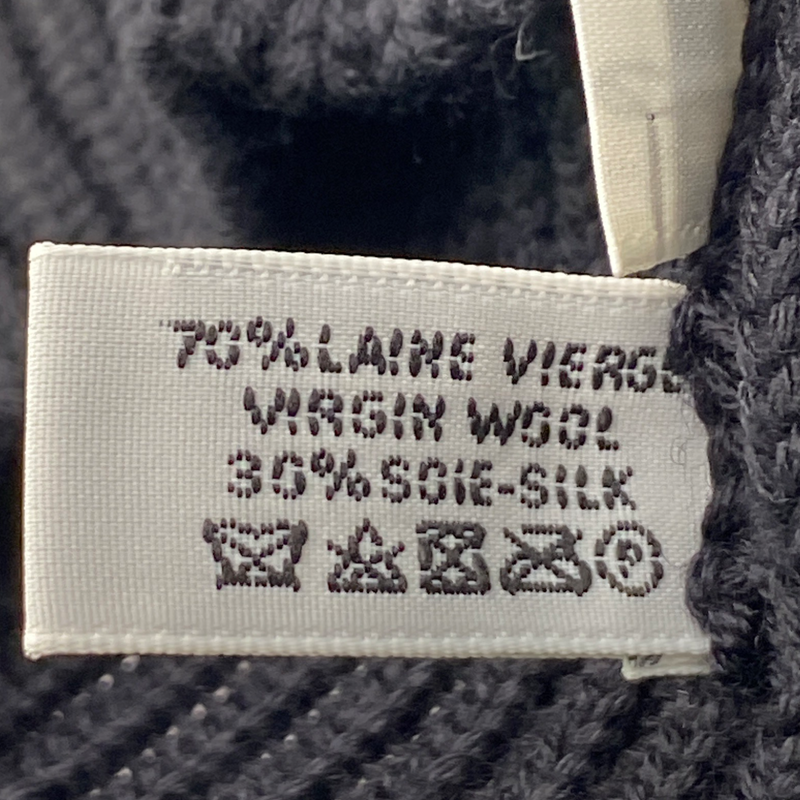 70% LAINE VIERGE
VIRGIN WOOL
30% SOIE-SILK
P